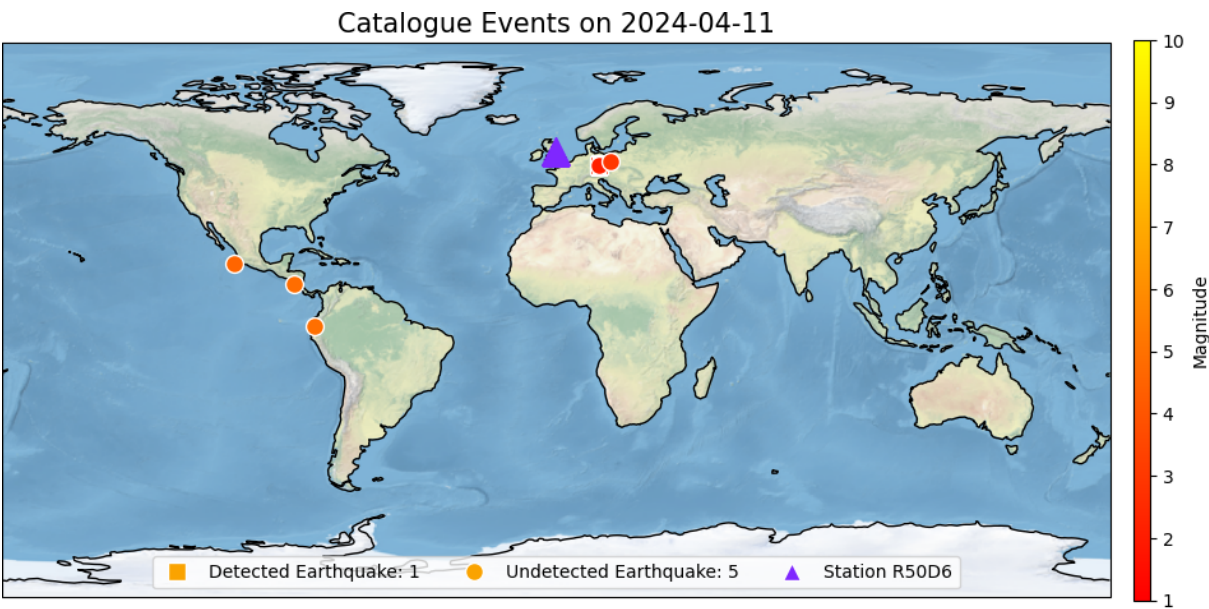 Catalogue Events on 2024-04-11
10
9
8
7
6
5
4
3
2
1
Magnitude
Detected Earthquake: 1
Undetected Earthquake: 5
Station R50D6